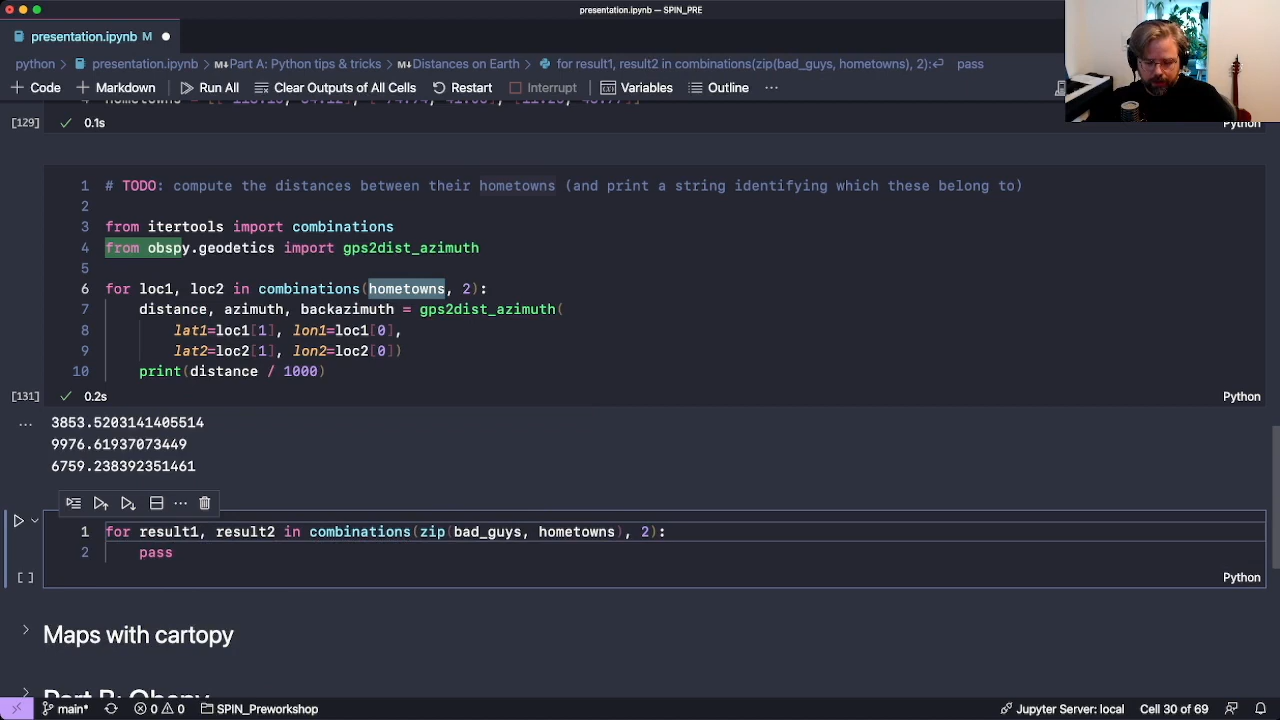 presentation.ipynb — SPIN_PRE
presentation.ipynb M
python > presentation.ipynb > Part A: Python tips & tricks > Distances on Earth > for result1, result2 in combinations(zip(bad_guys, hometowns), 2):↵ pass
+ Code + Markdown Run All Clear Outputs of All Cells Restart Interrupt Variables Outline ...
[129] 0.1s Python
1 # TODO: compute the distances between their hometowns (and print a string identifying which these belong to)
2
3 from itertools import combinations
4 from obspy.geodetics import gps2dist_azimuth
5
6 for loc1, loc2 in combinations(hometowns, 2):
7 distance, azimuth, backazimuth = gps2dist_azimuth(
8 lat1=loc1[1], lon1=loc1[0],
9 lat2=loc2[1], lon2=loc2[0])
10 print(distance / 1000)
[131] 0.2s Python
... 3853.5203141405514
9976.61937073449
6759.238392351461
1 for result1, result2 in combinations(zip(bad_guys, hometowns), 2):
2 pass
[ ] Python
Maps with cartopy
Part B: Obspy
main* 0 0 SPIN_Preworkshop Jupyter Server: local Cell 30 of 69